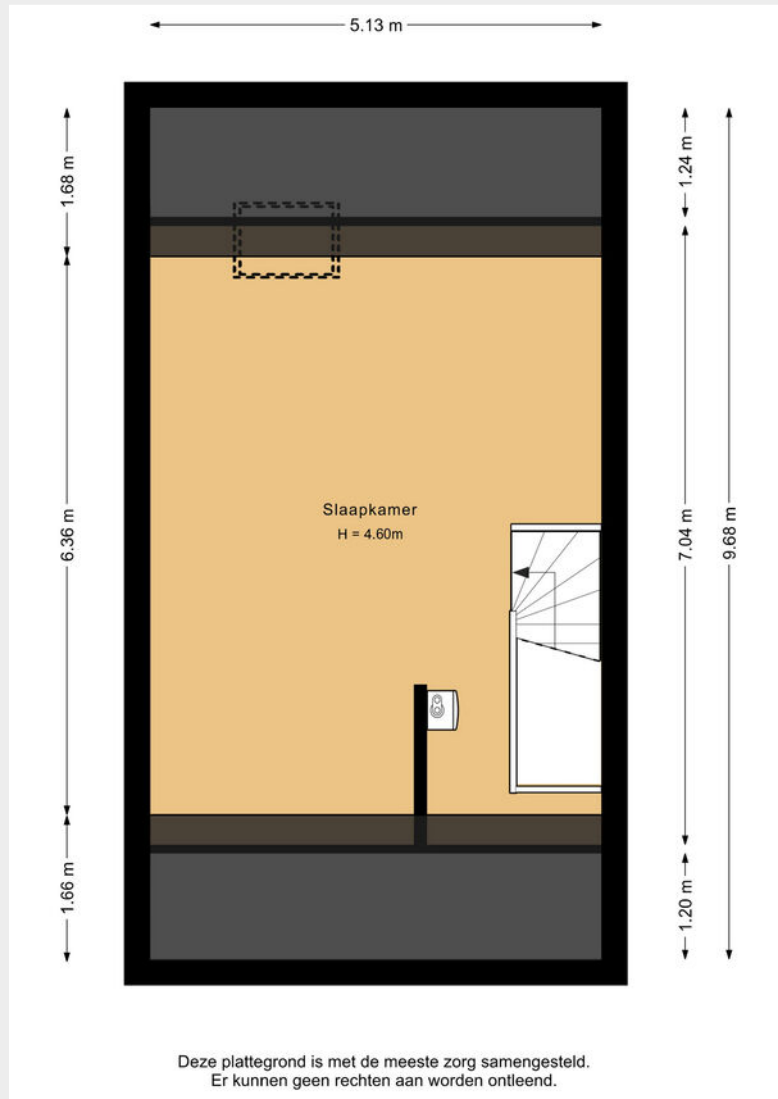 5.13 m
1.68 m
1.24 m
Slaapkamer
H = 4.60m
6.36 m
7.04 m
9.68 m
1.66 m
1.20 m
Deze plattegrond is met de meeste zorg samengesteld.
Er kunnen geen rechten aan worden ontleend.